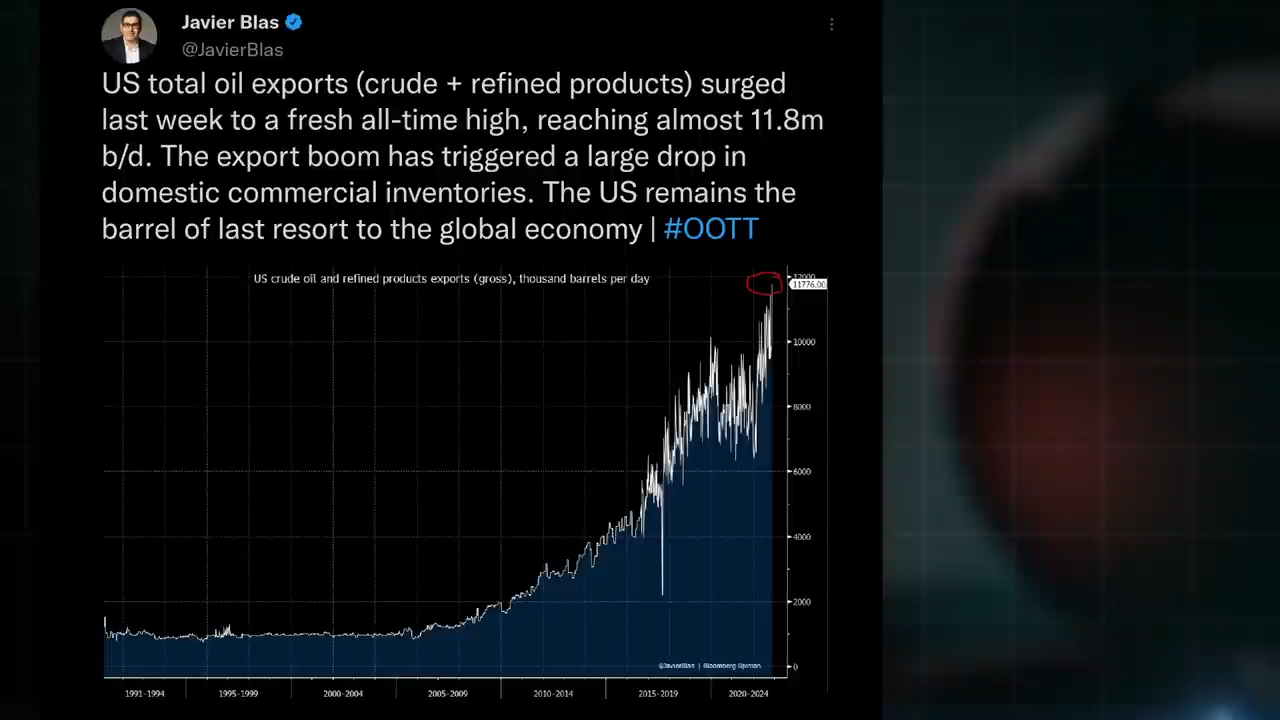 Javier Blas
@JavierBlas
US total oil exports (crude + refined products) surged
last week to a fresh all-time high, reaching almost 11.8m
b/d. The export boom has triggered a large drop in
domestic commercial inventories. The US remains the
barrel of last resort to the global economy | #OOTT
US crude oil and refined products exports (gross), thousand barrels per day
12000
11776.00
10000
8000
6000
4000
2000
0
@JavierBlas | Bloomberg Opinion
1991-1994 1995-1999 2000-2004 2005-2009 2010-2014 2015-2019 2020-2024